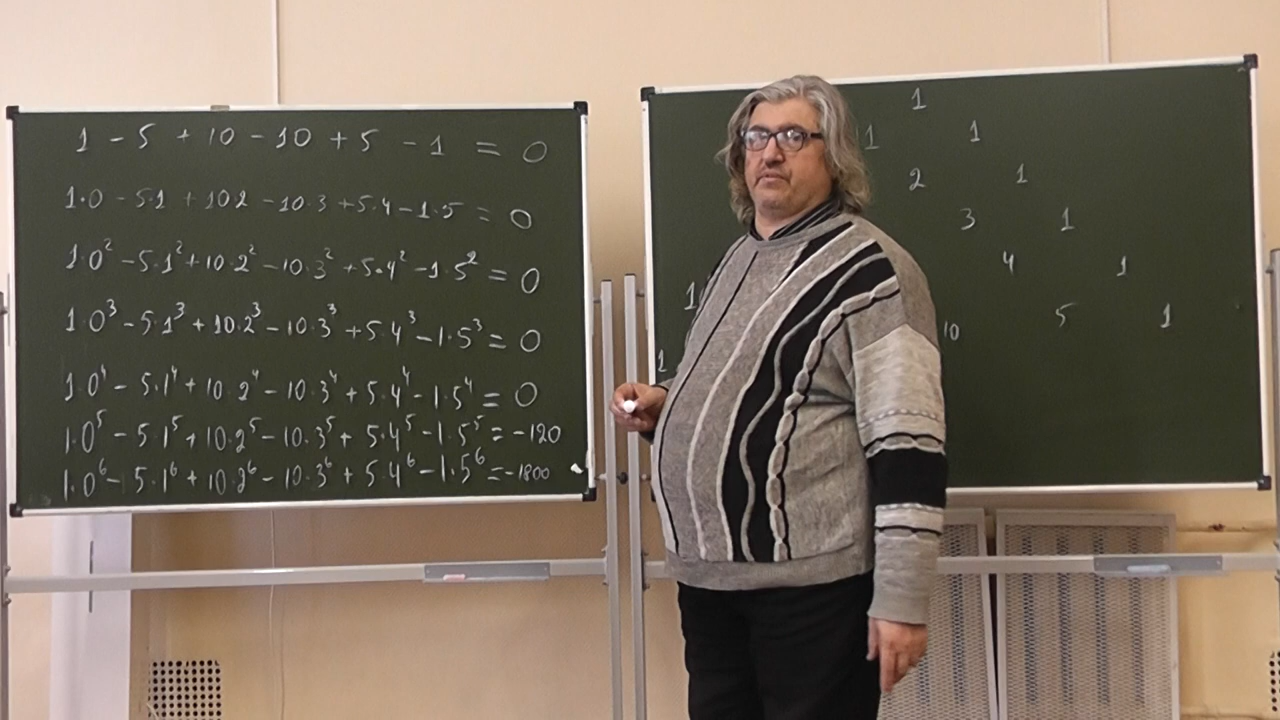 1 - 5 + 10 - 10 + 5 - 1 = 0
1·0 - 5·1 + 10·2 - 10·3 + 5·4 - 1·5 = 0
1·0² - 5·1² + 10·2² - 10·3² + 5·4² - 1·5² = 0
1·0³ - 5·1³ + 10·2³ - 10·3³ + 5·4³ - 1·5³ = 0
1·0⁴ - 5·1⁴ + 10·2⁴ - 10·3⁴ + 5·4⁴ - 1·5⁴ = 0
1·0⁵ - 5·1⁵ + 10·2⁵ - 10·3⁵ + 5·4⁵ - 1·5⁵ = -120
1·0⁶ - 5·1⁶ + 10·2⁶ - 10·3⁶ + 5·4⁶ - 1·5⁶ = -1800
1
1 1
2 1
3 1
4 1
1 10 5 1
1